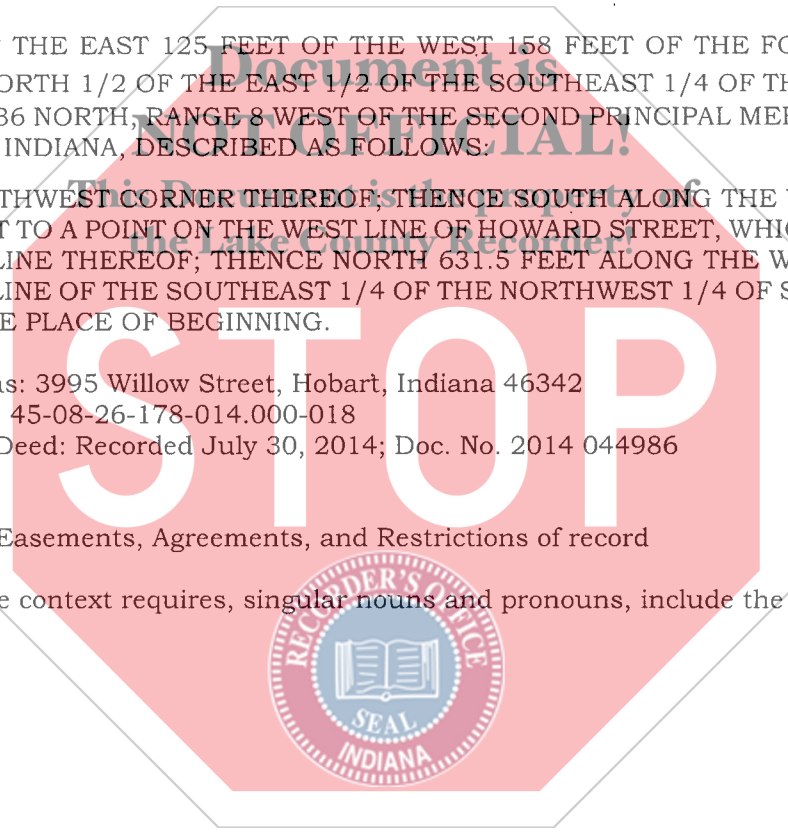 THE EAST 125 FEET OF THE WEST 158 FEET OF THE FO
ORTH 1/2 OF THE EAST 1/2 OF THE SOUTHEAST 1/4 OF TH
36 NORTH, RANGE 8 WEST OF THE SECOND PRINCIPAL MER
INDIANA, DESCRIBED AS FOLLOWS:
THWEST CORNER THEREOF; THENCE SOUTH ALONG THE
T TO A POINT ON THE WEST LINE OF HOWARD STREET, WHIC
LINE THEREOF; THENCE NORTH 631.5 FEET ALONG THE W
LINE OF THE SOUTHEAST 1/4 OF THE NORTHWEST 1/4 OF S
E PLACE OF BEGINNING.
as: 3995 Willow Street, Hobart, Indiana 46342
45-08-26-178-014.000-018
Deed: Recorded July 30, 2014; Doc. No. 2014 044986
Easements, Agreements, and Restrictions of record
e context requires, singular nouns and pronouns, include the
Document is
NOT OFFICIAL!
This Document is the property of
the Lake County Recorder!
STOP
RECORDER'S OFFICE
SEAL
INDIANA